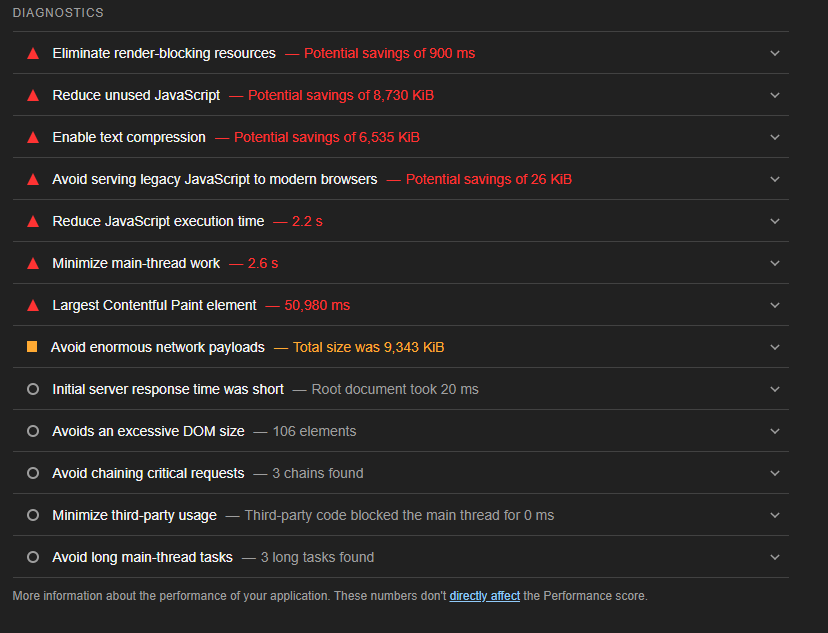 DIAGNOSTICS
Eliminate render-blocking resources — Potential savings of 900 ms
Reduce unused JavaScript — Potential savings of 8,730 KiB
Enable text compression — Potential savings of 6,535 KiB
Avoid serving legacy JavaScript to modern browsers — Potential savings of 26 KiB
Reduce JavaScript execution time — 2.2 s
Minimize main-thread work — 2.6 s
Largest Contentful Paint element — 50,980 ms
Avoid enormous network payloads — Total size was 9,343 KiB
Initial server response time was short — Root document took 20 ms
Avoids an excessive DOM size — 106 elements
Avoid chaining critical requests — 3 chains found
Minimize third-party usage — Third-party code blocked the main thread for 0 ms
Avoid long main-thread tasks — 3 long tasks found
More information about the performance of your application. These numbers don't directly affect the Performance score.